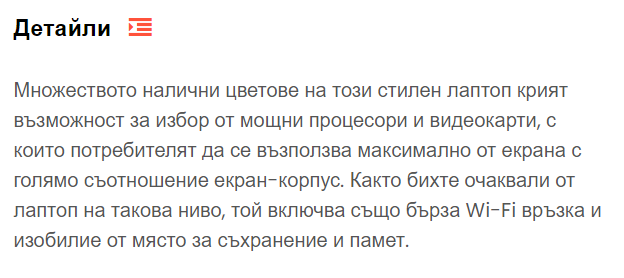 Детайли
Множеството налични цветове на този стилен лаптоп крият
възможност за избор от мощни процесори и видеокарти, с
които потребителят да се възползва максимално от екрана с
голямо съотношение екран-корпус. Както бихте очаквали от
лаптоп на такова ниво, той включва също бърза Wi-Fi връзка и
изобилие от място за съхранение и памет.